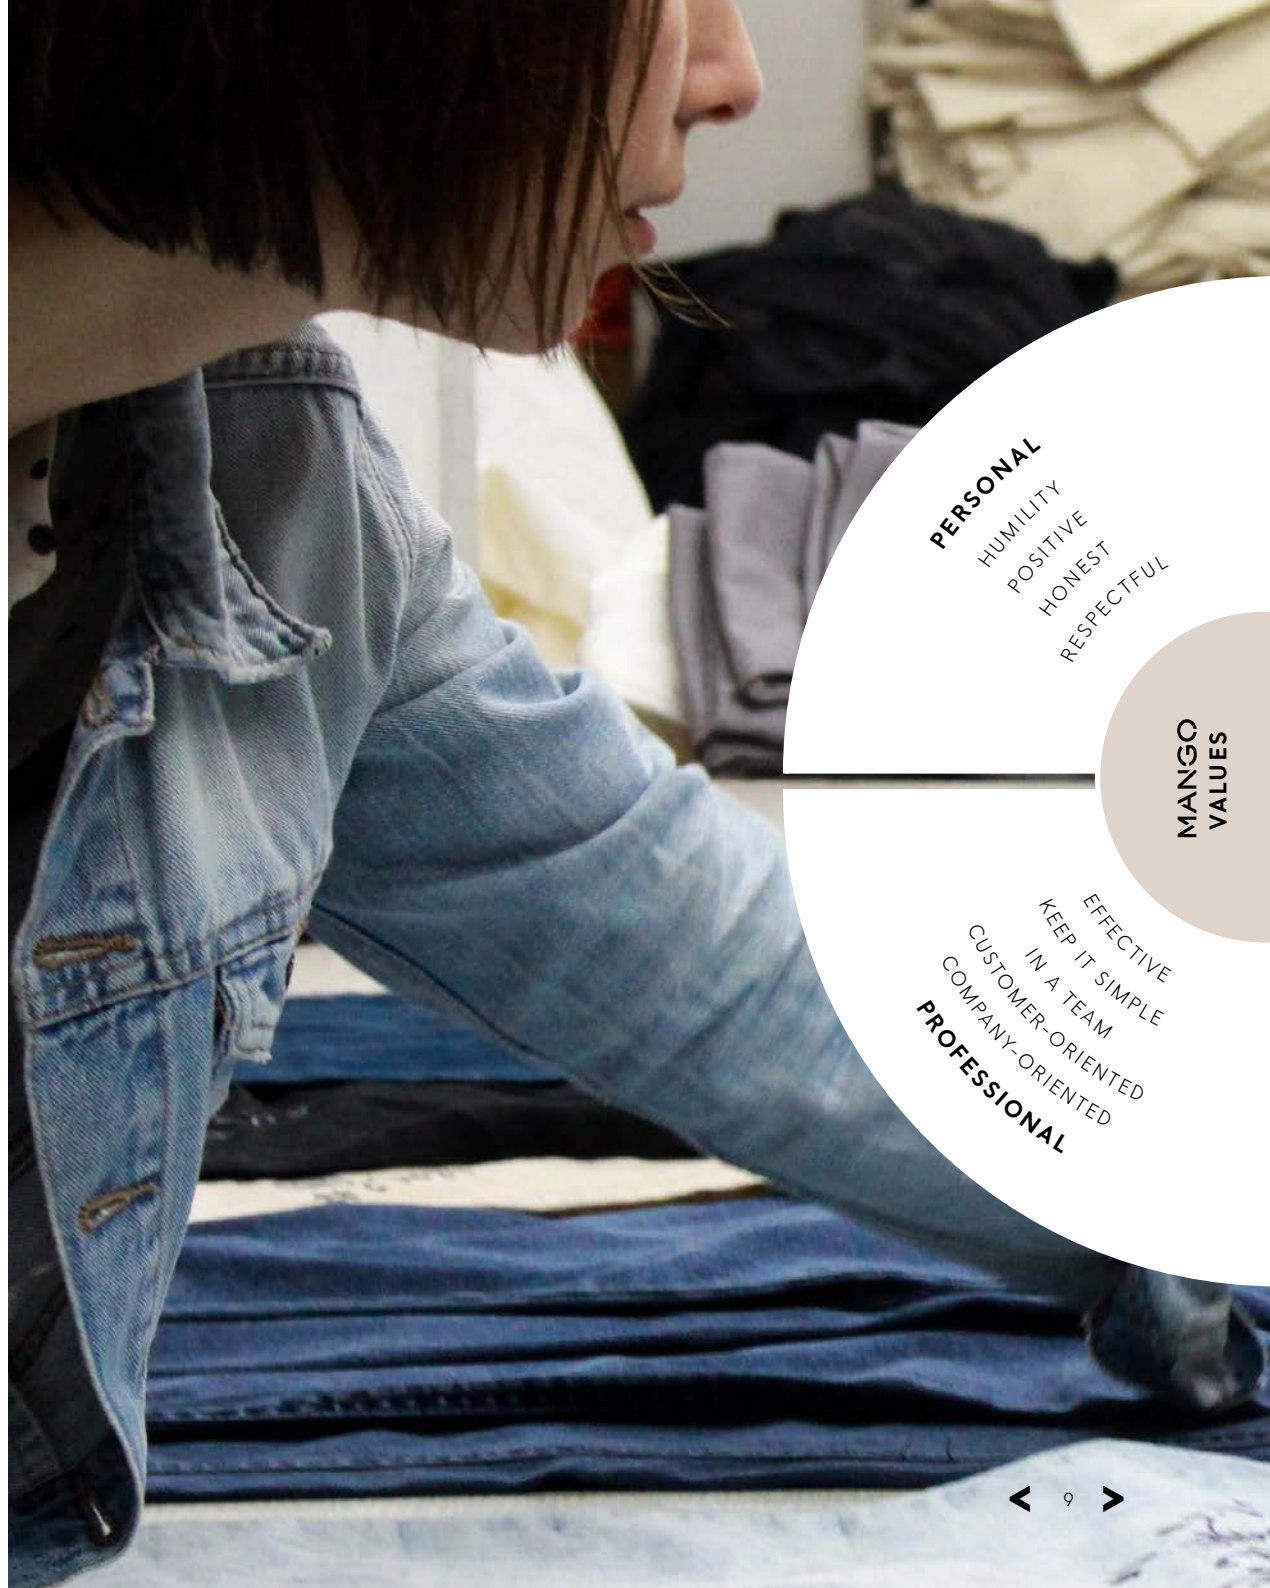 PERSONAL
HUMILITY
POSITIVE
HONEST
RESPECTFUL
MANGO
VALUES
EFFECTIVE
KEEP IT SIMPLE
IN A TEAM
CUSTOMER-ORIENTED
COMPANY-ORIENTED
PROFESSIONAL
< 9 >